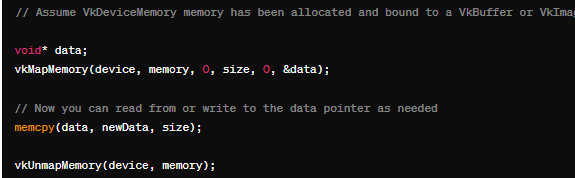 // Assume VkDeviceMemory memory has been allocated and bound to a VkBuffer or
void* data;
vkMapMemory(device, memory, 0, size, 0, &data);
// Now you can read from or write to the data pointer as needed
memcpy(data, newData, size);
vkUnmapMemory(device, memory);